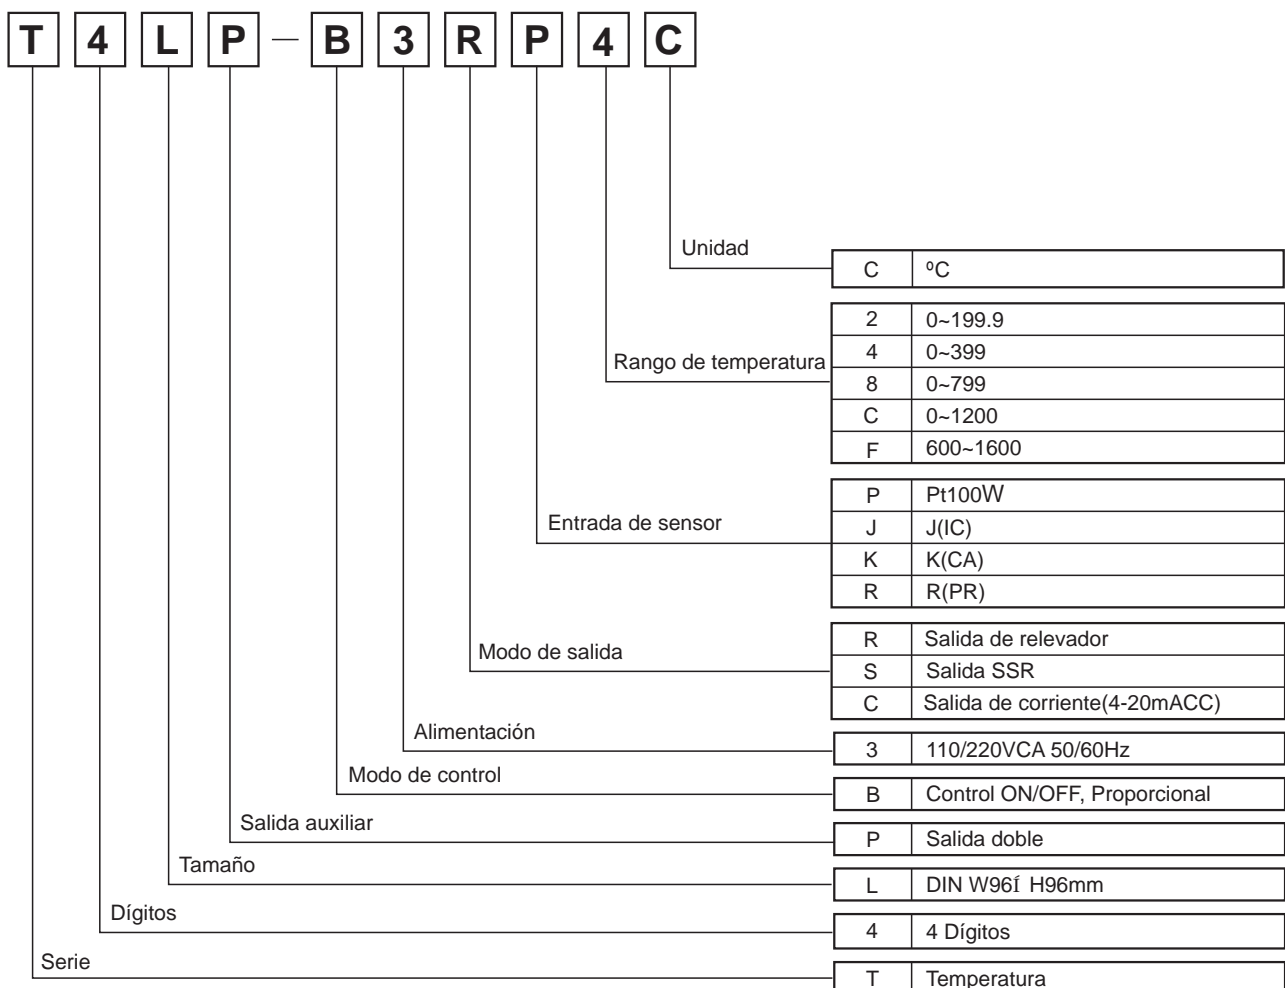 T 4 L P — B 3 R P 4 C
Unidad
C ºC
2 0~199.9
Rango de temperatura
4 0~399
8 0~799
C 0~1200
F 600~1600
P Pt100W
Entrada de sensor
J J(IC)
K K(CA)
R R(PR)
R Salida de relevador
Modo de salida
S Salida SSR
C Salida de corriente(4-20mACC)
Alimentación
3 110/220VCA 50/60Hz
Modo de control
B Control ON/OFF, Proporcional
Salida auxiliar
P Salida doble
Tamaño
L DIN W96Í H96mm
Dígitos
4 4 Dígitos
Serie
T Temperatura